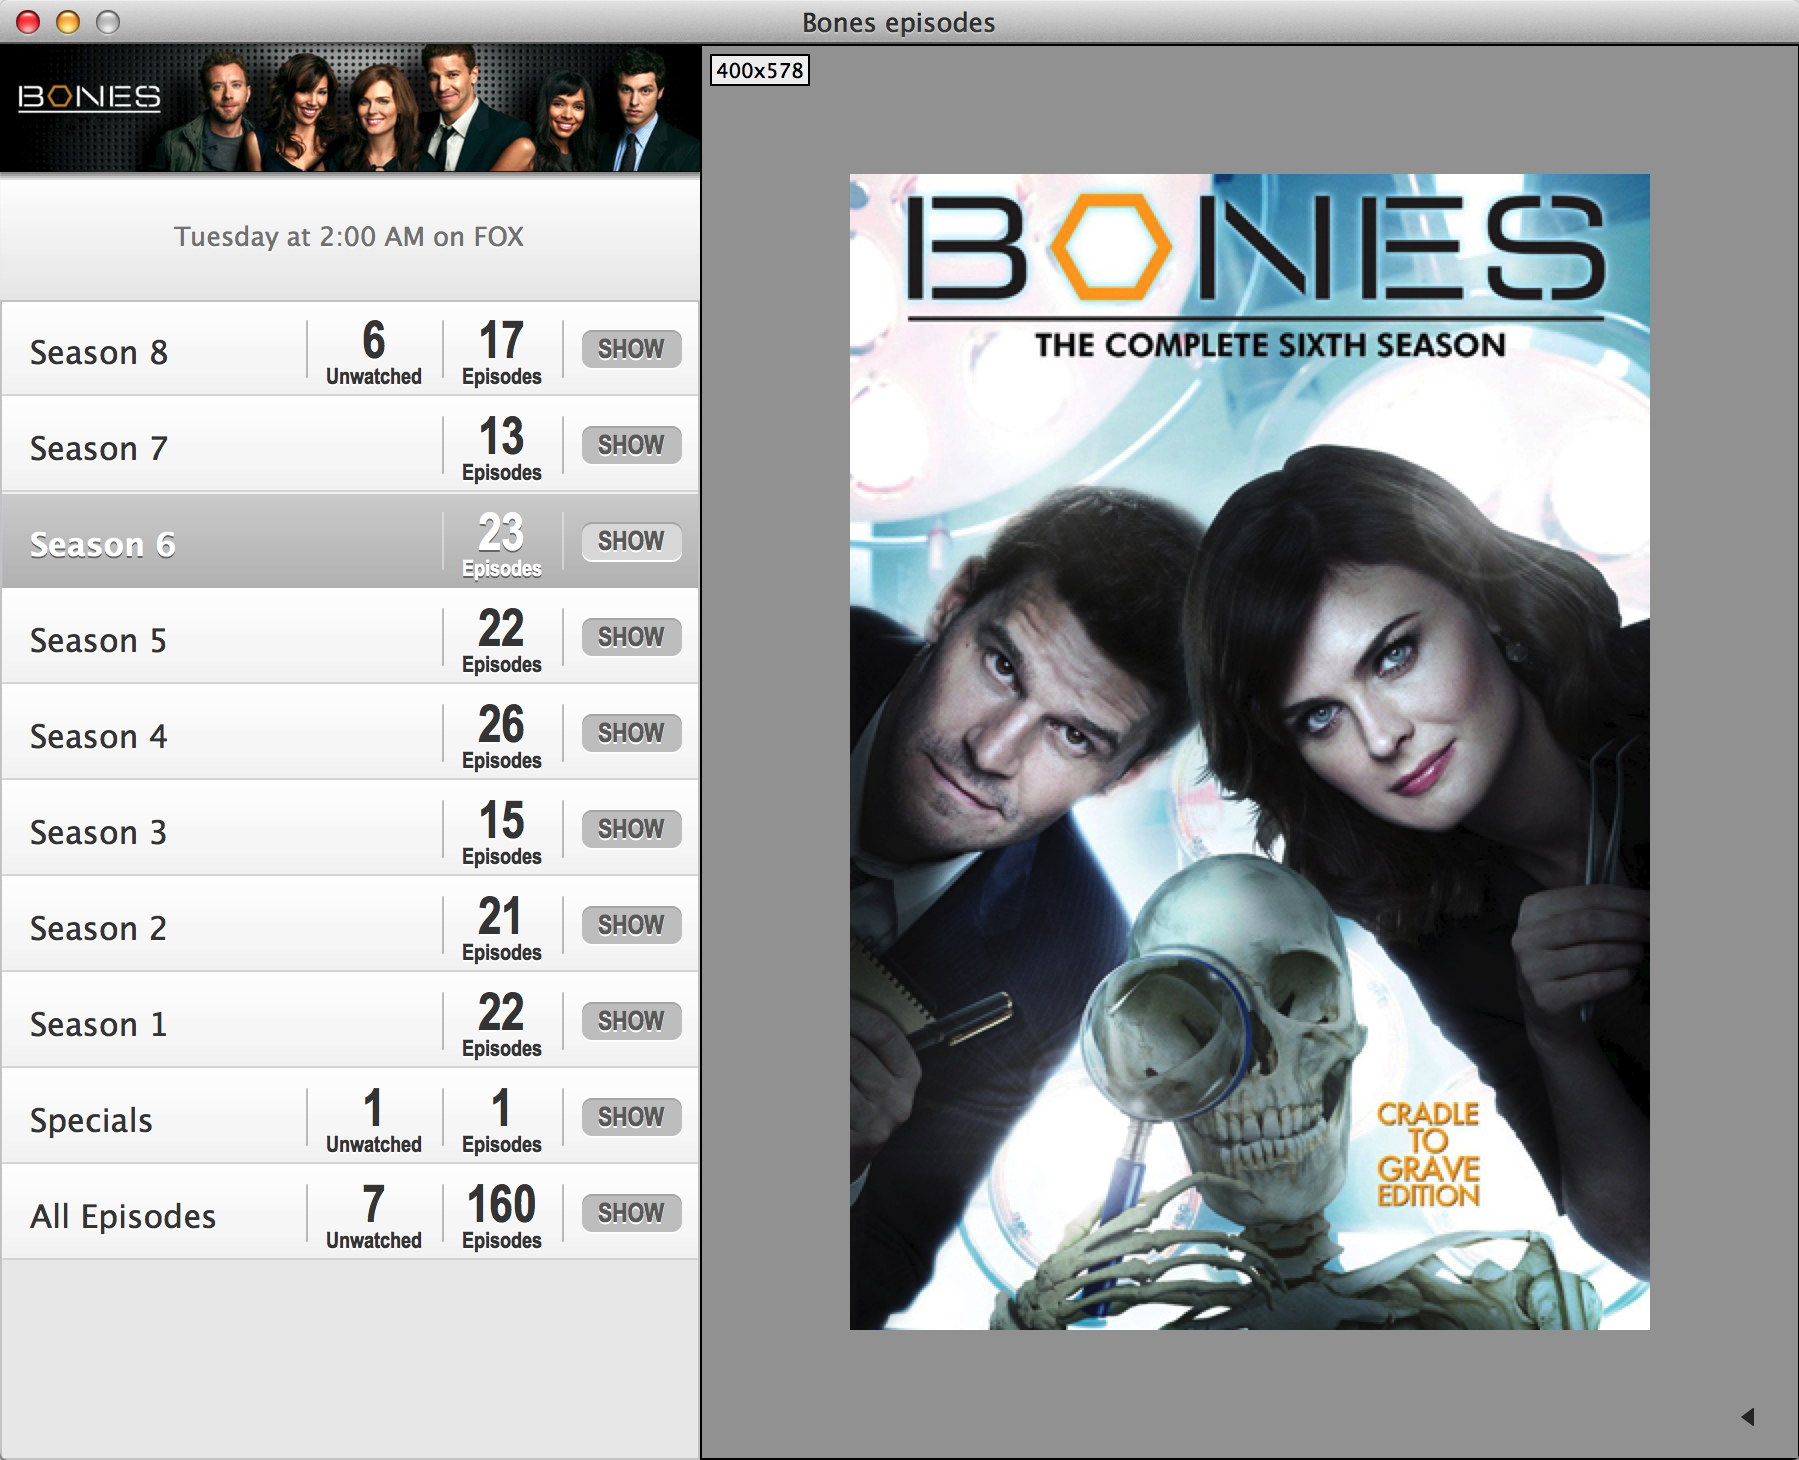 Bones episodes
BONES
Tuesday at 2:00 AM on FOX
Season 8 6 Unwatched 17 Episodes SHOW
Season 7 13 Episodes SHOW
Season 6 23 Episodes SHOW
Season 5 22 Episodes SHOW
Season 4 26 Episodes SHOW
Season 3 15 Episodes SHOW
Season 2 21 Episodes SHOW
Season 1 22 Episodes SHOW
Specials 1 Unwatched 1 Episodes SHOW
All Episodes 7 Unwatched 160 Episodes SHOW
400x578
BONES
THE COMPLETE SIXTH SEASON
CRADLE
TO
GRAVE
EDITION